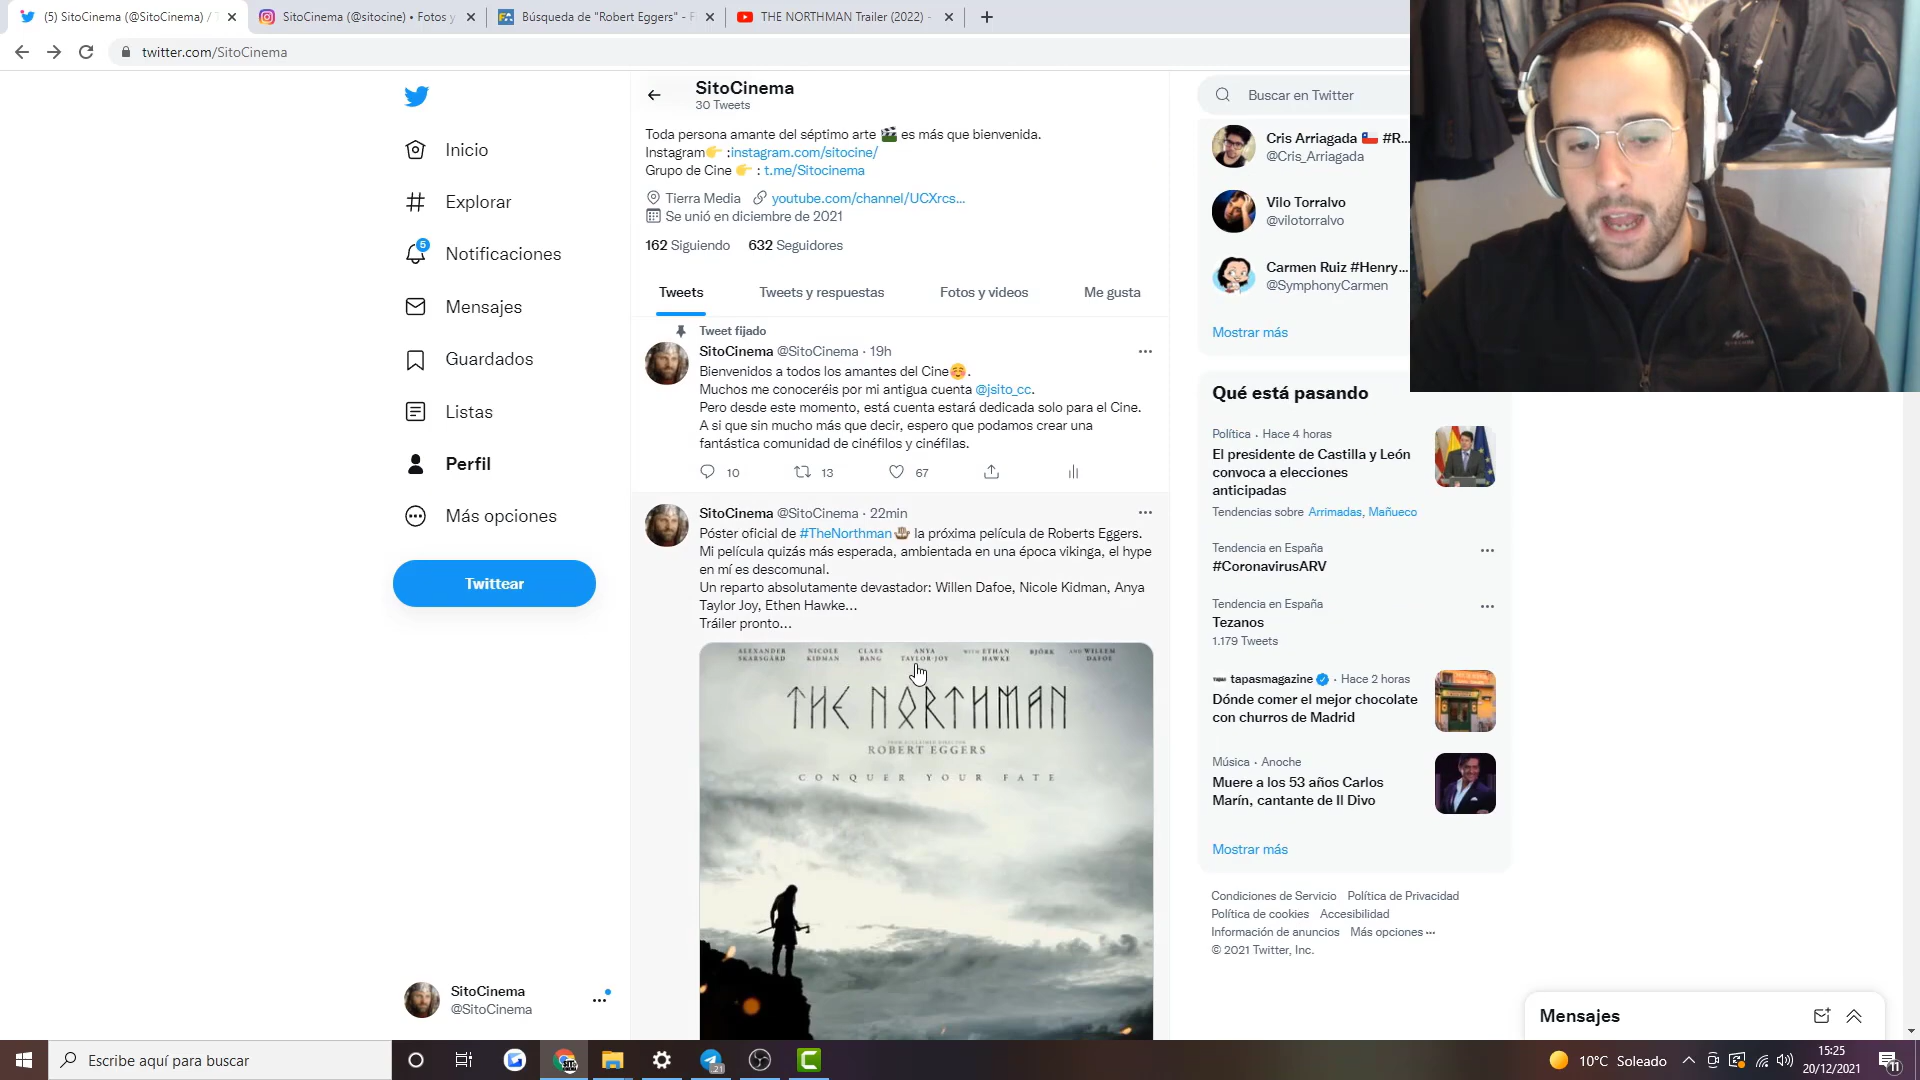 (5) SitoCinema (@SitoCinema) / T
SitoCinema (@sitocine) • Fotos y
Búsqueda de "Robert Eggers" - F
THE NORTHMAN Trailer (2022) -
twitter.com/SitoCinema
Inicio
Explorar
5
Notificaciones
Mensajes
Guardados
Listas
Perfil
Más opciones
Twittear
SitoCinema
@SitoCinema
SitoCinema
30 Tweets
Toda persona amante del séptimo arte 🎬 es más que bienvenida.
Instagram👉 :instagram.com/sitocine/
Grupo de Cine 👉 : t.me/Sitocinema
Tierra Media youtube.com/channel/UCXrcs...
Se unió en diciembre de 2021
162 Siguiendo 632 Seguidores
Tweets Tweets y respuestas Fotos y videos Me gusta
Tweet fijado
SitoCinema @SitoCinema · 19h
Bienvenidos a todos los amantes del Cine☺️.
Muchos me conoceréis por mi antigua cuenta @jsito_cc.
Pero desde este momento, está cuenta estará dedicada solo para el Cine.
A si que sin mucho más que decir, espero que podamos crear una
fantástica comunidad de cinéfilos y cinéfilas.
10 13 67
SitoCinema @SitoCinema · 22min
Póster oficial de #TheNorthman la próxima película de Roberts Eggers.
Mi película quizás más esperada, ambientada en una época vikinga, el hype
en mí es descomunal.
Un reparto absolutamente devastador: Willen Dafoe, Nicole Kidman, Anya
Taylor Joy, Ethen Hawke...
Tráiler pronto...
ALEXANDER SKARSGÅRD NICOLE KIDMAN CLAES BANG ANYA TAYLOR-JOY WITH ETHAN HAWKE BJÖRK AND WILLEM DAFOE
THE NORTHMAN
ROBERT EGGERS
CONQUER YOUR FATE
Buscar en Twitter
Cris Arriagada 🇨🇱 #R...
@Cris_Arriagada
Vilo Torralvo
@vilotorralvo
Carmen Ruiz #Henry...
@SymphonyCarmen
Mostrar más
Qué está pasando
Política · Hace 4 horas
El presidente de Castilla y León
convoca a elecciones
anticipadas
Tendencias sobre Arrimadas, Mañueco
Tendencia en España
#CoronavirusARV
Tendencia en España
Tezanos
1.179 Tweets
tapasmagazine · Hace 2 horas
Dónde comer el mejor chocolate
con churros de Madrid
Música · Anoche
Muere a los 53 años Carlos
Marín, cantante de Il Divo
Mostrar más
Condiciones de Servicio Política de Privacidad
Política de cookies Accesibilidad
Información de anuncios Más opciones ···
© 2021 Twitter, Inc.
Mensajes
Escribe aquí para buscar
21
10°C Soleado
15:25
20/12/2021
11